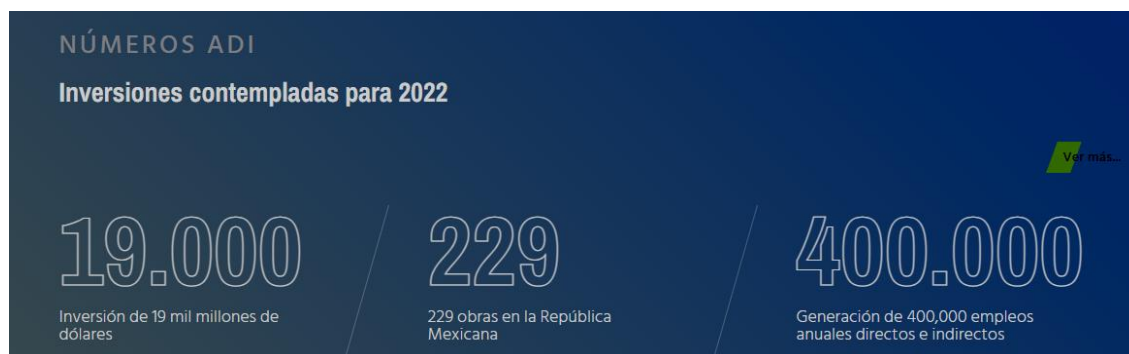 NÚMEROS ADI
Inversiones contempladas para 2022
Ver más...
19.000
229
400.000
Inversión de 19 mil millones de
dólares
229 obras en la República
Mexicana
Generación de 400,000 empleos
anuales directos e indirectos